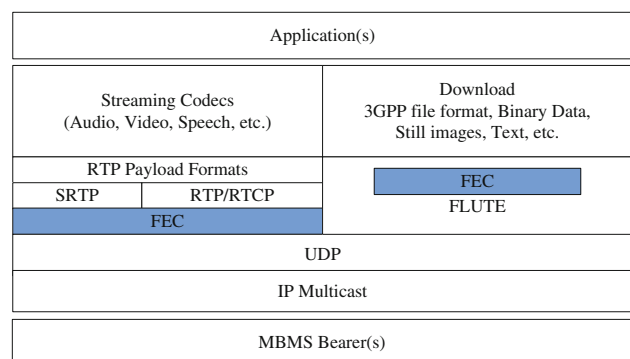 Application(s)
Streaming Codecs
(Audio, Video, Speech, etc.)
Download
3GPP file format, Binary Data,
Still images, Text, etc.
RTP Payload Formats
SRTP
RTP/RTCP
FEC
FEC
FLUTE
UDP
IP Multicast
MBMS Bearer(s)